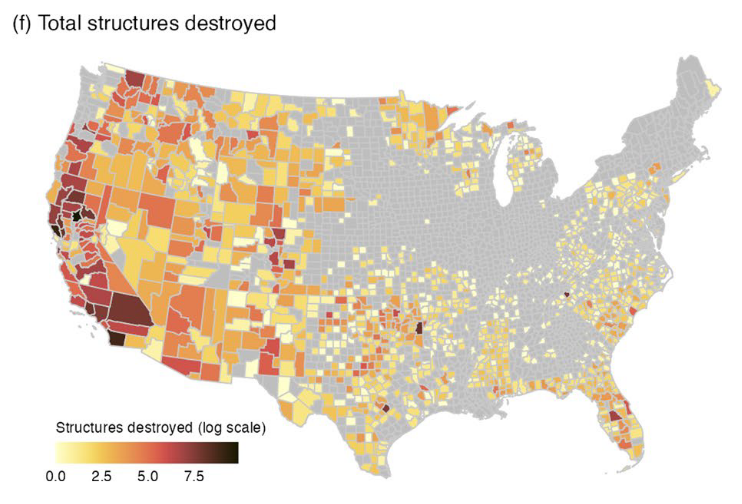 (f) Total structures destroyed
Structures destroyed (log scale)
0.0 2.5 5.0 7.5